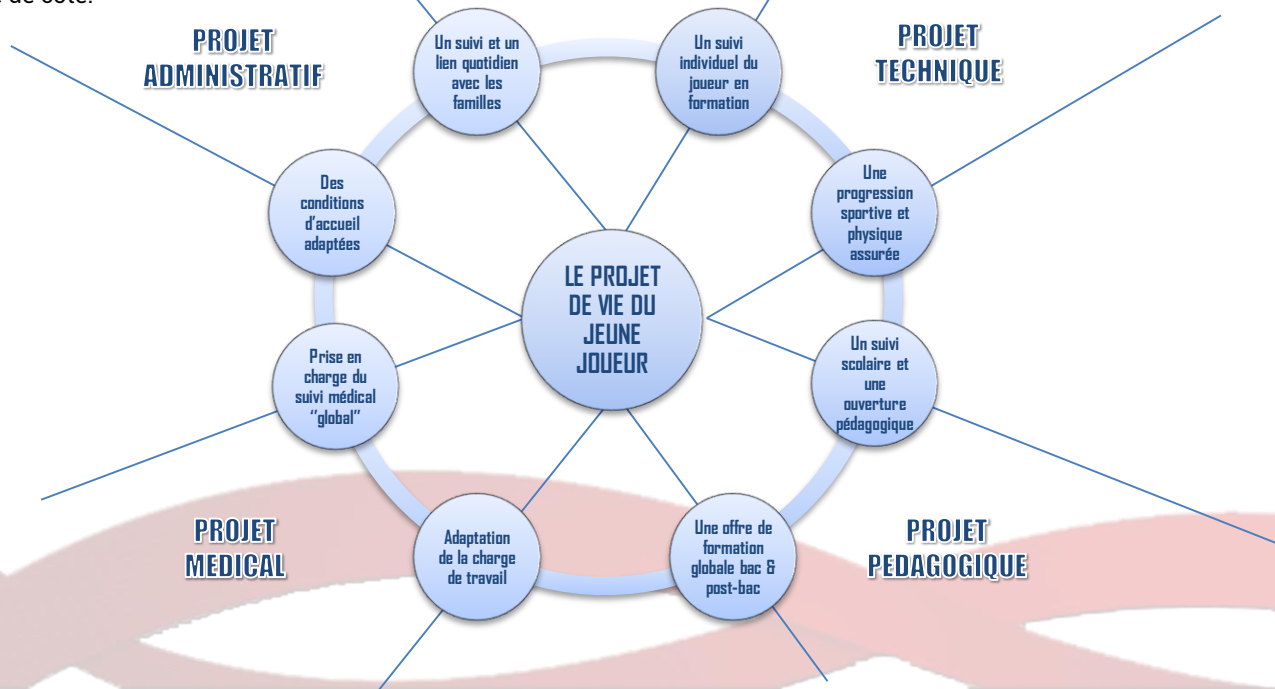 de côté.
PROJET
ADMINISTRATIF
Un suivi et un
lien quotidien
avec les
familles
Un suivi
individuel du
joueur en
formation
PROJET
TECHNIQUE
Des
conditions
d'accueil
adaptées
Une
progression
sportive et
physique
assurée
LE PROJET
DE VIE DU
JEUNE
JOUEUR
Prise en
charge du
suivi médical
"global"
Un suivi
scolaire et
une
ouverture
pédagogique
PROJET
MEDICAL
Adaptation
de la charge
de travail
Une offre de
formation
globale bac &
post-bac
PROJET
PEDAGOGIQUE